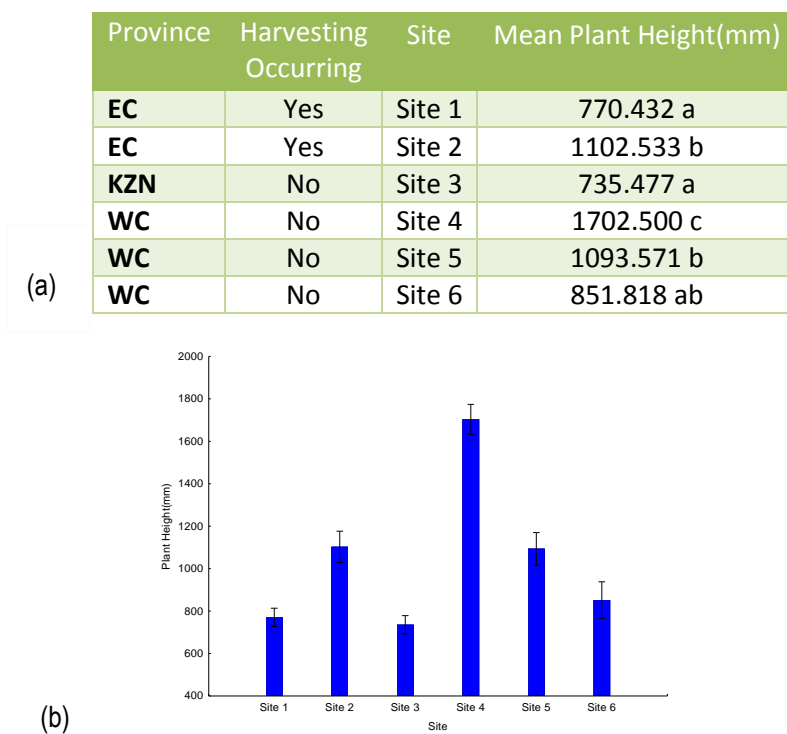 Province Harvesting Occurring Site Mean Plant Height(mm)
EC Yes Site 1 770.432 a
EC Yes Site 2 1102.533 b
KZN No Site 3 735.477 a
WC No Site 4 1702.500 c
WC No Site 5 1093.571 b
WC No Site 6 851.818 ab
(a)
2000
1800
1600
1400
1200
1000
800
600
400
Plant Height(mm)
Site 1 Site 2 Site 3 Site 4 Site 5 Site 6
Site
(b)